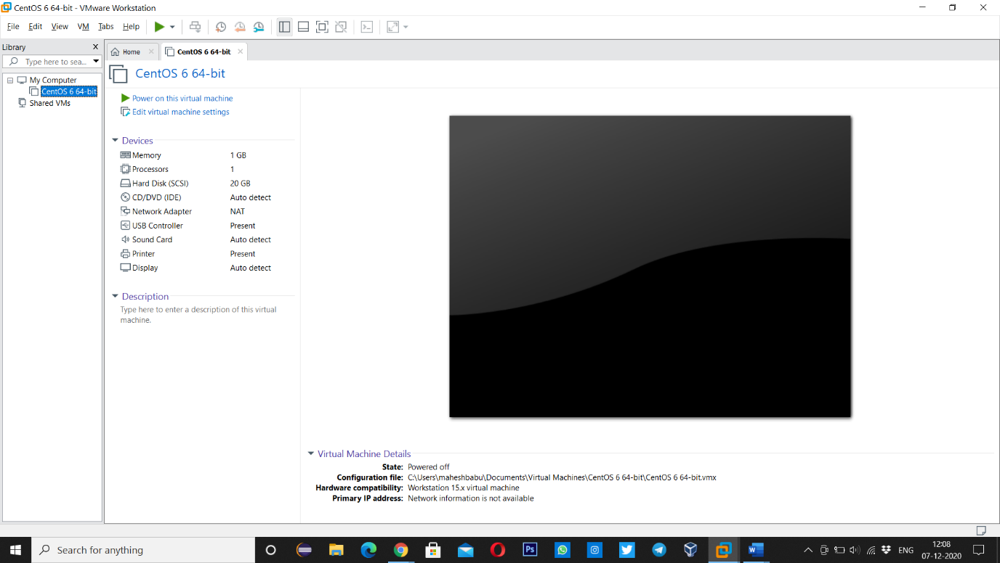 CentOS 6 64-bit - VMware Workstation
File Edit View VM Tabs Help
Library
Type here to sea...
My Computer
CentOS 6 64-bit
Shared VMs
Home
CentOS 6 64-bit
CentOS 6 64-bit
Power on this virtual machine
Edit virtual machine settings
Devices
Memory 1 GB
Processors 1
Hard Disk (SCSI) 20 GB
CD/DVD (IDE) Auto detect
Network Adapter NAT
USB Controller Present
Sound Card Auto detect
Printer Present
Display Auto detect
Description
Type here to enter a description of this virtual
machine.
Virtual Machine Details
State: Powered off
Configuration file: C:\Users\maheshbabu\Documents\Virtual Machines\CentOS 6 64-bit\CentOS 6 64-bit.vmx
Hardware compatibility: Workstation 15.x virtual machine
Primary IP address: Network information is not available
Search for anything
Ps
W
ENG
12:08
07-12-2020